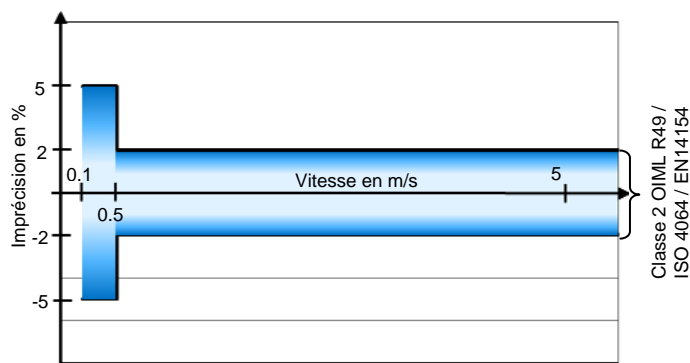 Imprécision en %
5
2
0.1
Vitesse en m/s
5
0.5
-2
-5
Classe 2 OIML R49 /
ISO 4064 / EN14154